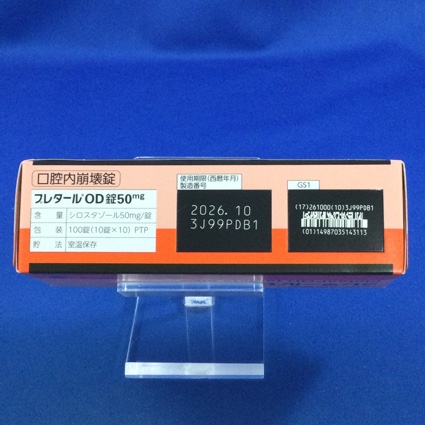 口腔内崩壊錠
プレタール®OD錠50mg
含 量 シロスタゾール50mg/錠
包 装 100錠(10錠×10) PTP
貯 法 室温保存
使用期限(西暦年月)
製造番号
2026.10
3J99PDB1
GS1
(17)261000(10)3J99PDB1
(01)14987035143113